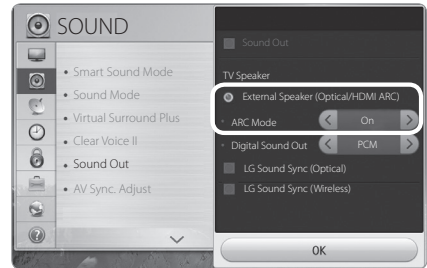 SOUND
• Smart Sound Mode
• Sound Mode
• Virtual Surround Plus
• Clear Voice II
• Sound Out
• AV Sync. Adjust
Sound Out
TV Speaker
External Speaker (Optical/HDMI ARC)
• ARC Mode < On >
• Digital Sound Out < PCM >
LG Sound Sync (Optical)
LG Sound Sync (Wireless)
OK